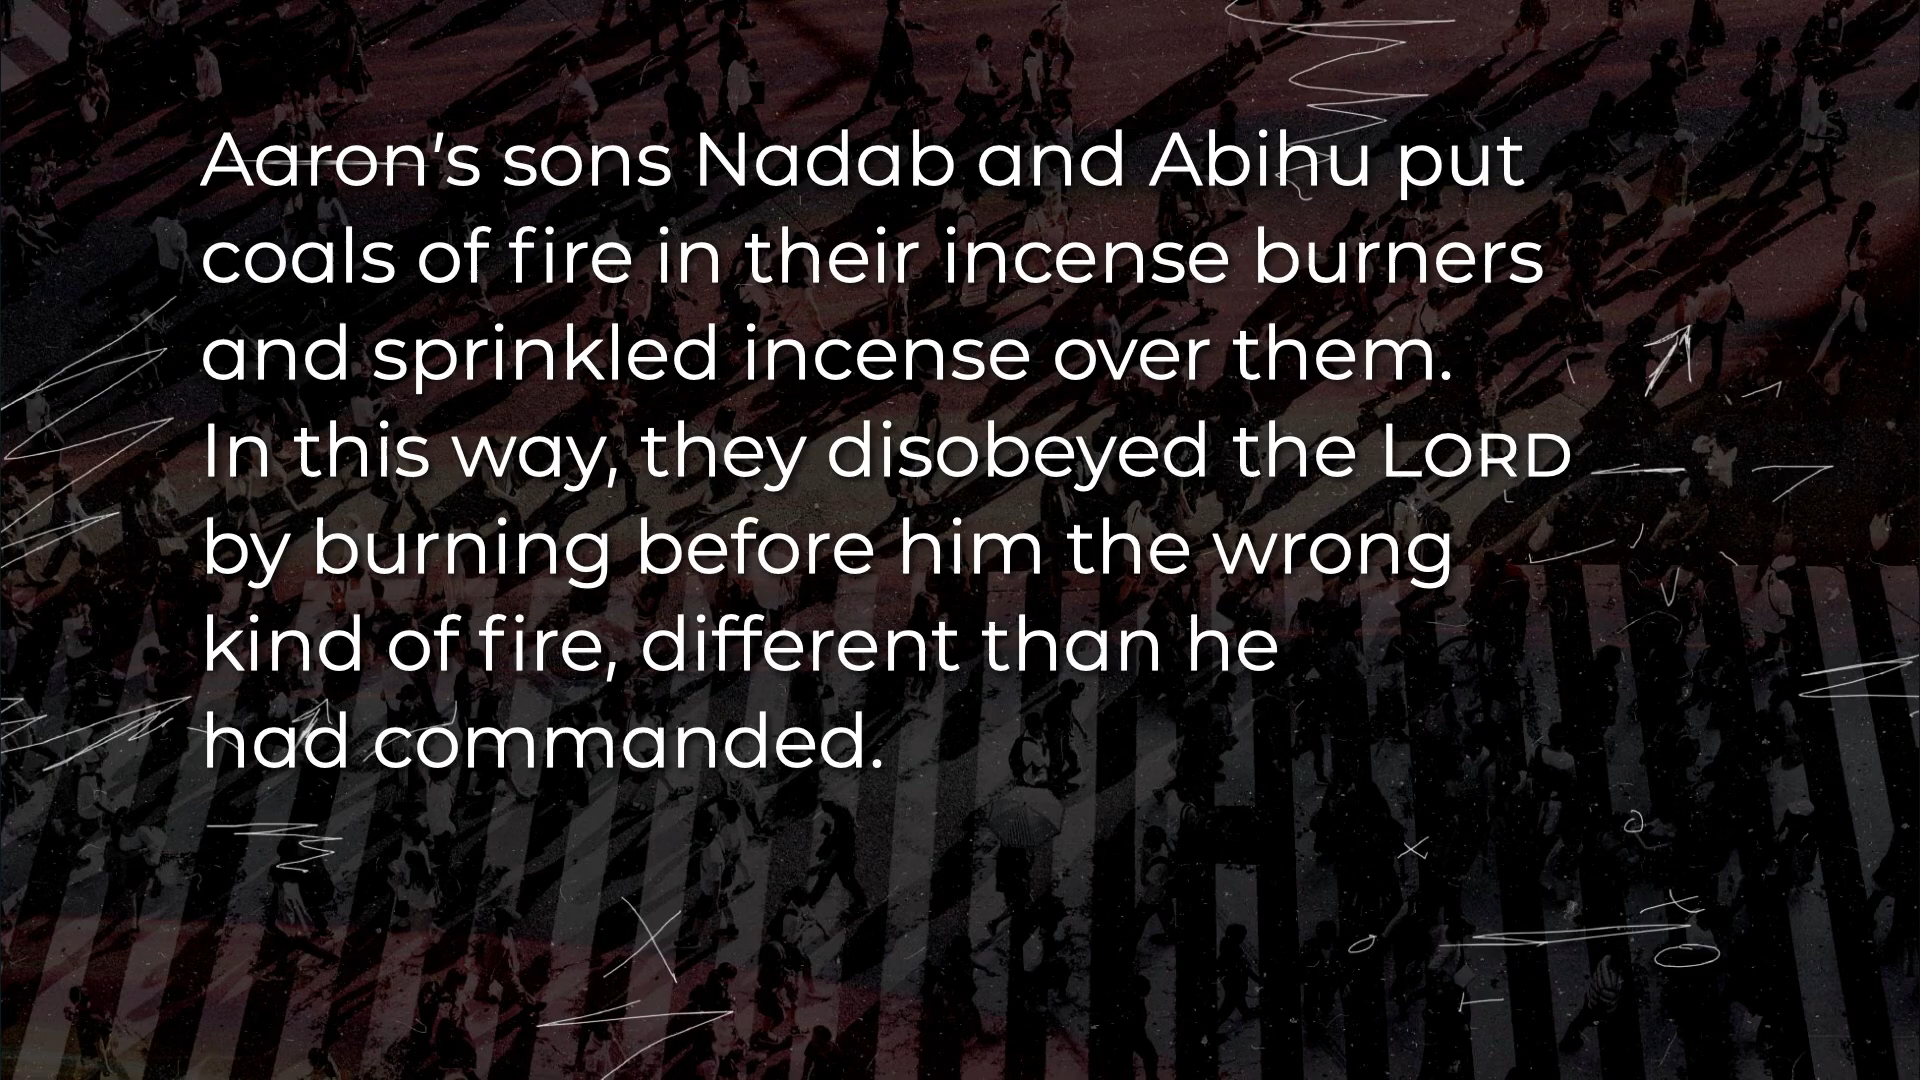 Aaron's sons Nadab and Abihu put
coals of fire in their incense burners
and sprinkled incense over them.
In this way, they disobeyed the LORD
by burning before him the wrong
kind of fire, different than he
had commanded.